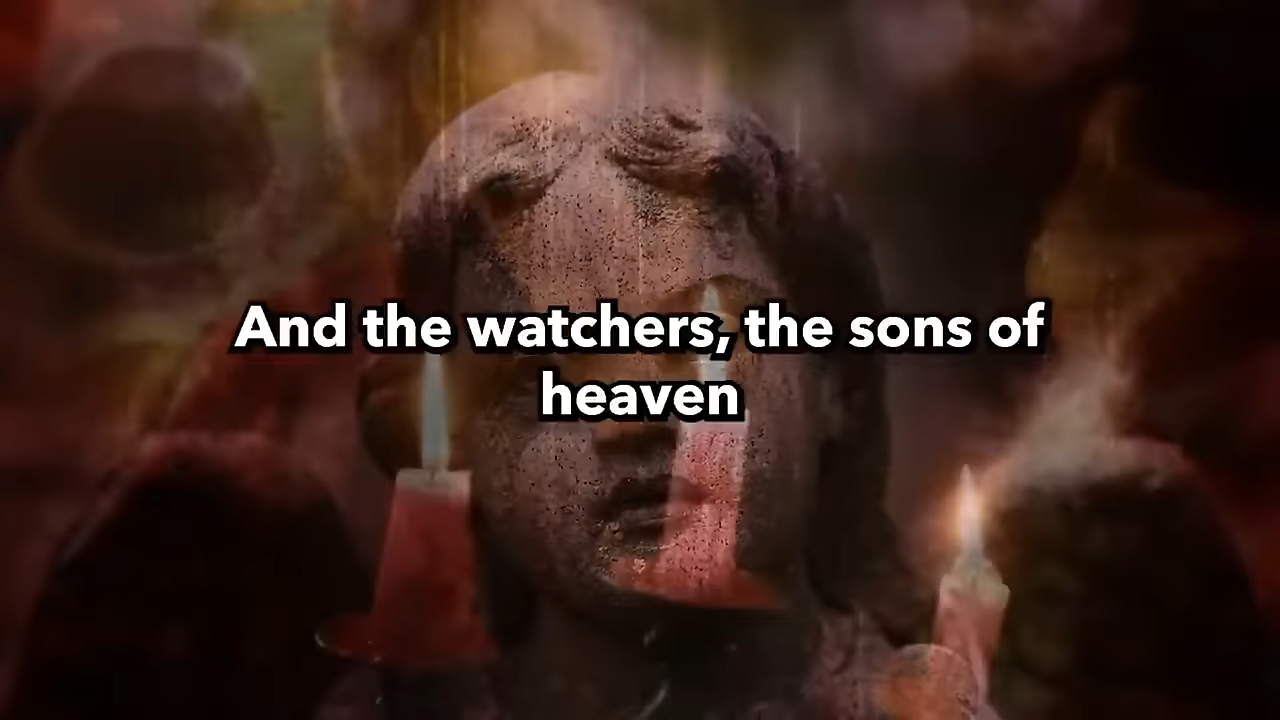 And the watchers, the sons of
heaven